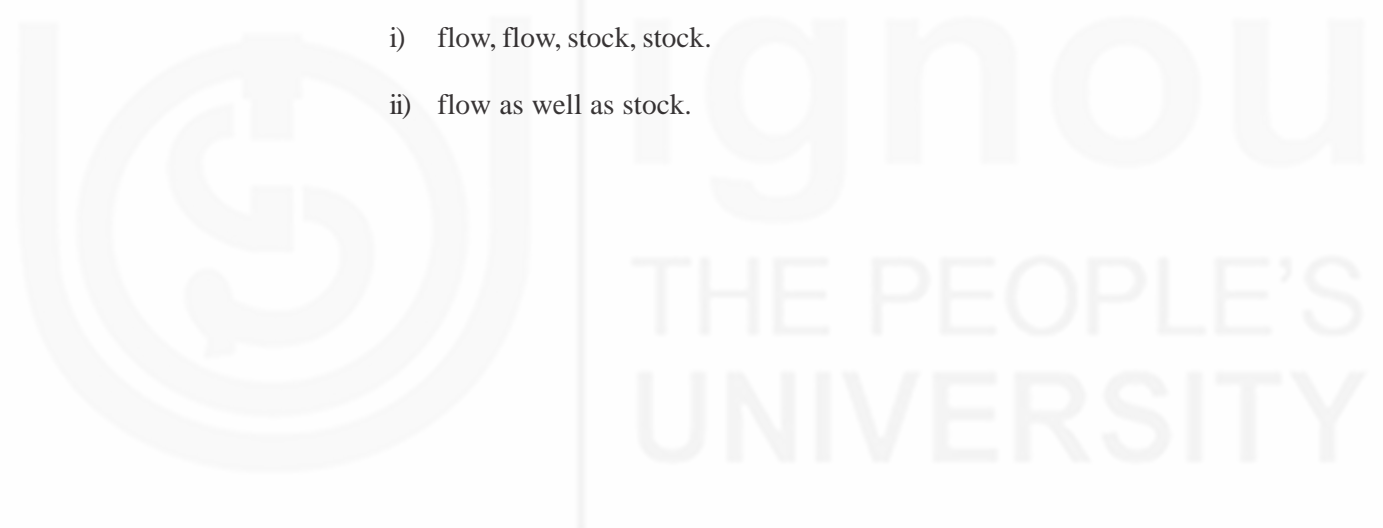 i) flow, flow, stock, stock.
ii) flow as well as stock.
ignou
THE PEOPLE'S
UNIVERSITY